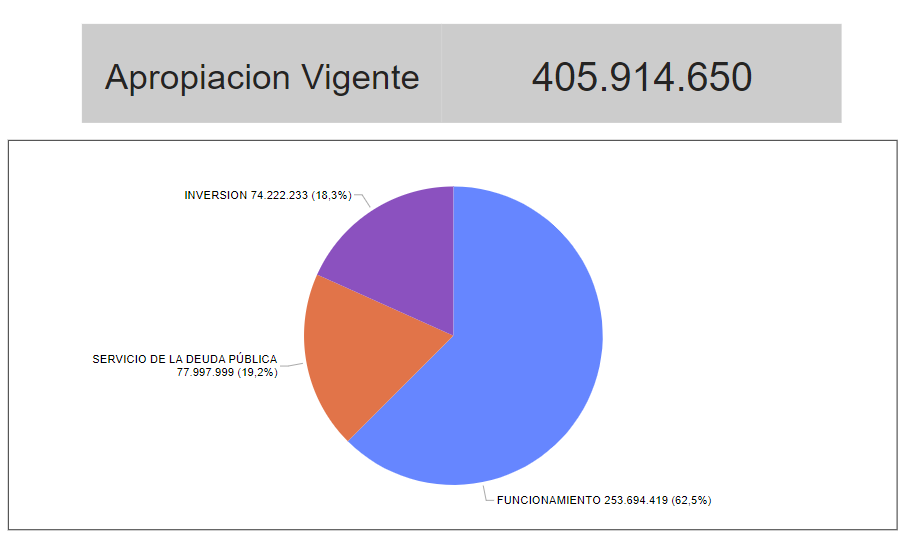 Apropiacion Vigente 405.914.650
INVERSION 74.222.233 (18,3%)
SERVICIO DE LA DEUDA PÚBLICA
77.997.999 (19,2%)
FUNCIONAMIENTO 253.694.419 (62,5%)